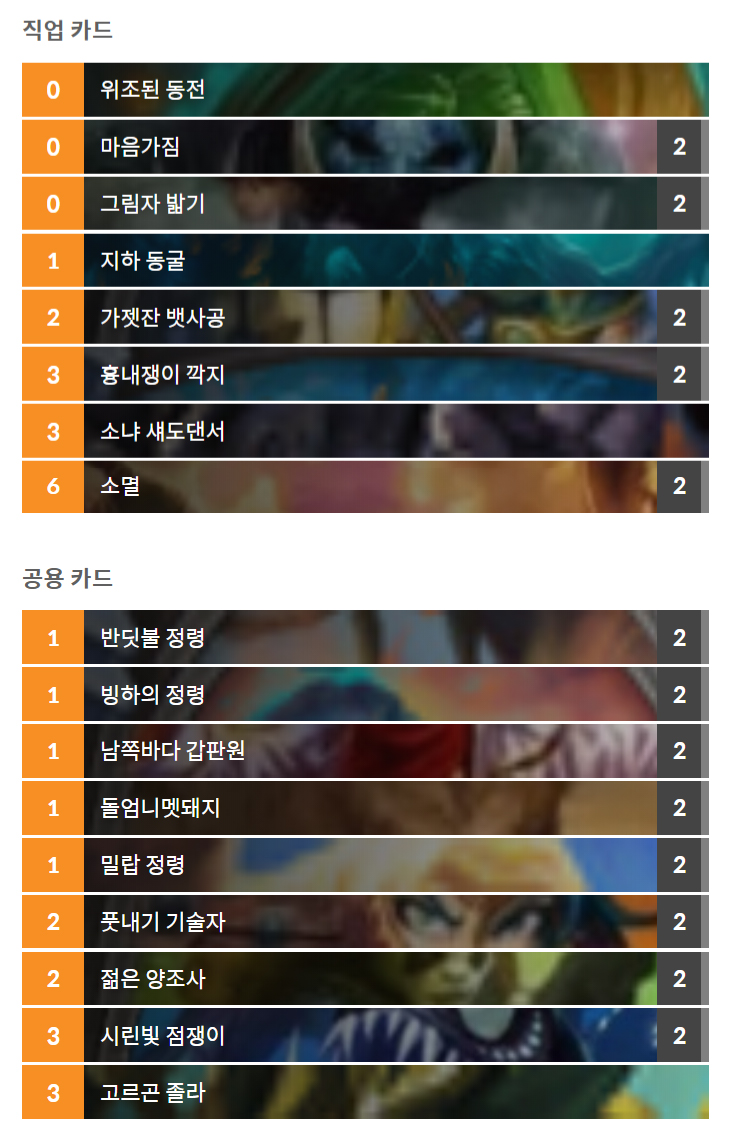 직업 카드
0 위조된 동전
0 마음가짐 2
0 그림자 밟기 2
1 지하 동굴
2 가젯잔 뱃사공 2
3 흉내쟁이 깍지 2
3 소냐 섀도댄서
6 소멸 2
공용 카드
1 반딧불 정령 2
1 빙하의 정령 2
1 남쪽바다 갑판원 2
1 돌엄니멧돼지 2
1 밀랍 정령 2
2 풋내기 기술자 2
2 젊은 양조사 2
3 시린빛 점쟁이 2
3 고르곤 졸라